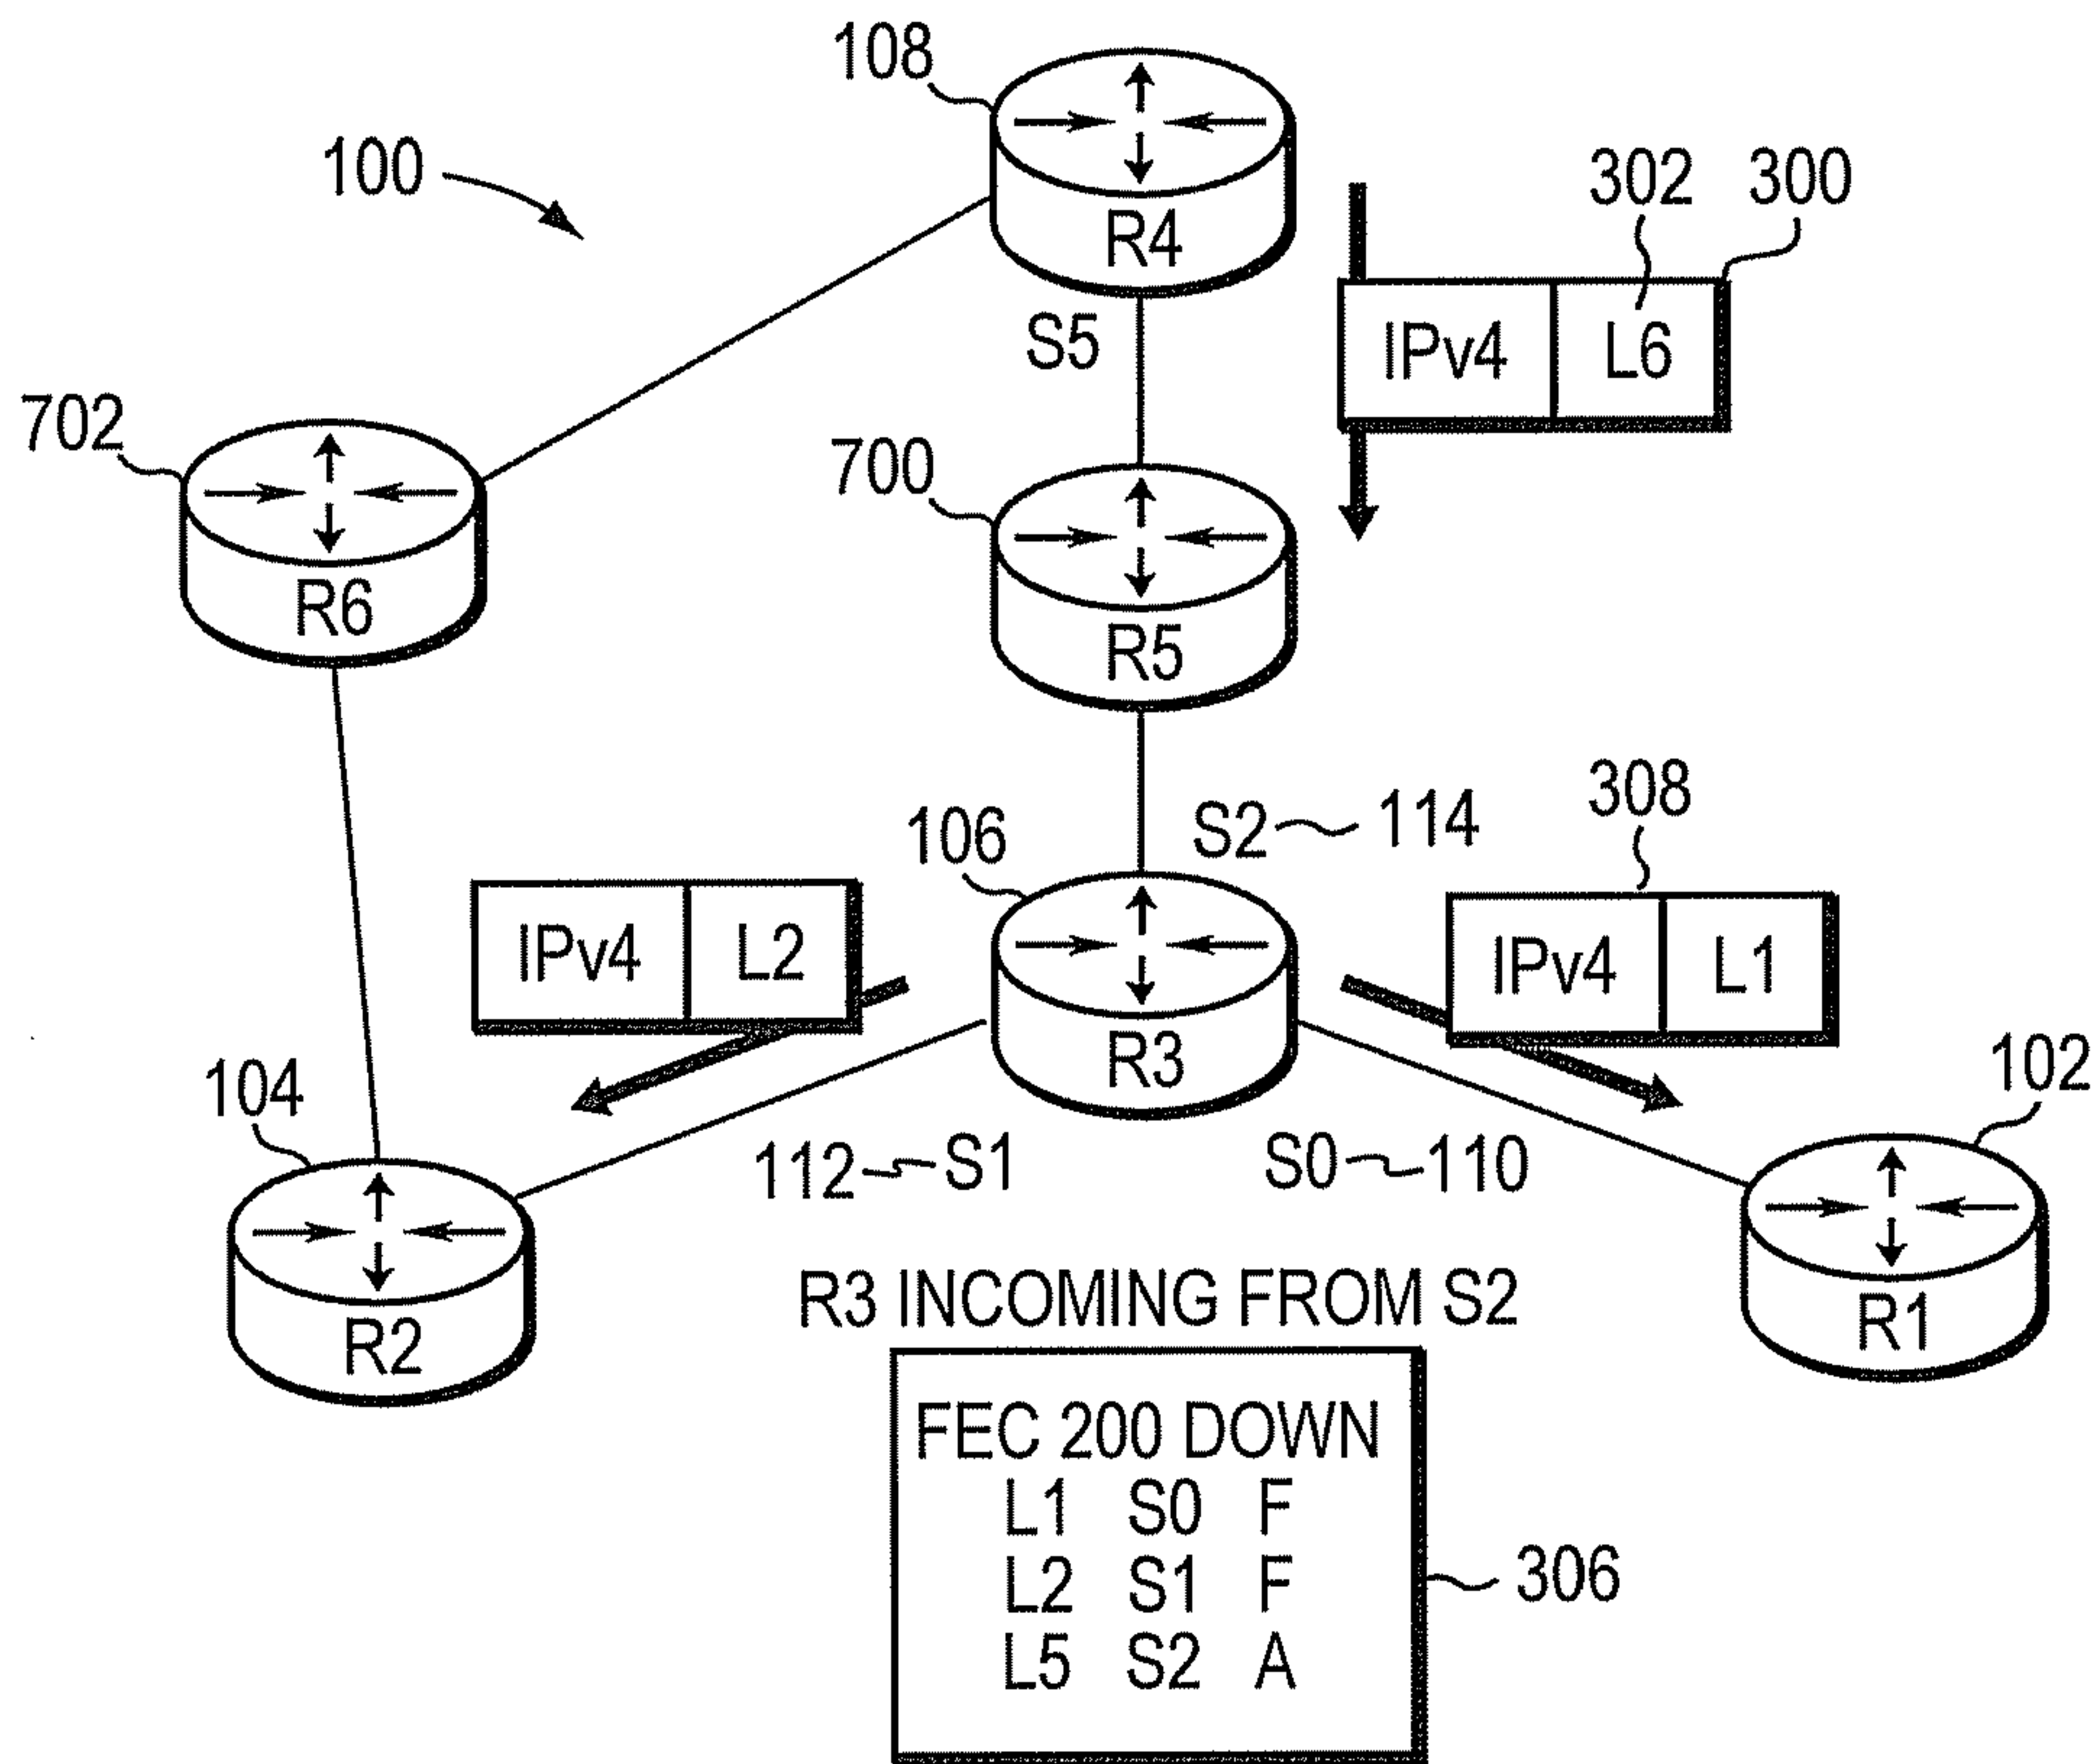 108
100
302 300
R4
S5
IPv4 L6
702
700
R6
R5
308
106
S2 114
IPv4 L2
IPv4 L1
R3
104
102
112 S1
S0 110
R2
R1
R3 INCOMING FROM S2
FEC 200 DOWN
L1 S0 F
L2 S1 F
L5 S2 A
306